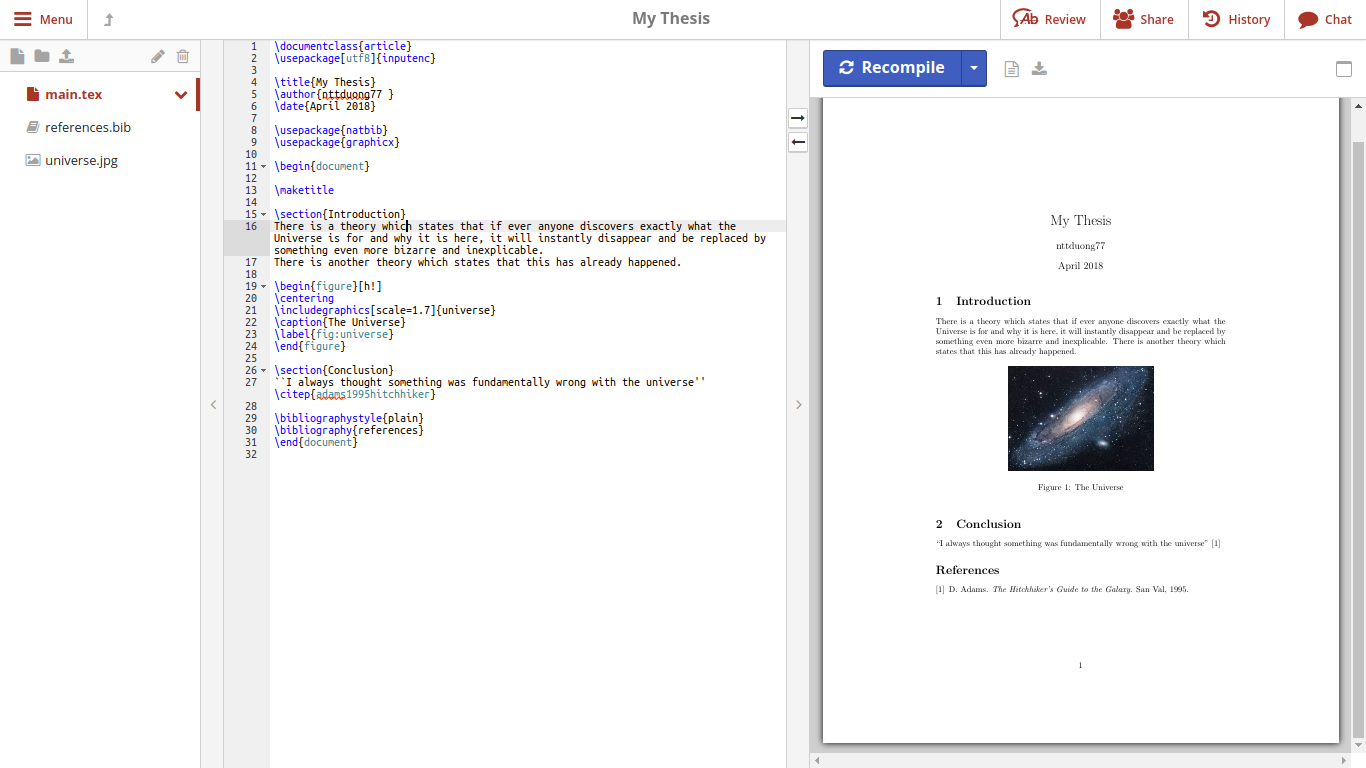 Menu
My Thesis
Review
Share
History
Chat
main.tex
references.bib
universe.jpg
1 \documentclass{article}
2 \usepackage[utf8]{inputenc}
3
4 \title{My Thesis}
5 \author{nttduong77 }
6 \date{April 2018}
7
8 \usepackage{natbib}
9 \usepackage{graphicx}
10
11 \begin{document}
12
13 \maketitle
14
15 \section{Introduction}
16 There is a theory which states that if ever anyone discovers exactly what the
Universe is for and why it is here, it will instantly disappear and be replaced by
something even more bizarre and inexplicable.
17 There is another theory which states that this has already happened.
18
19 \begin{figure}[h!]
20 \centering
21 \includegraphics[scale=1.7]{universe}
22 \caption{The Universe}
23 \label{fig:universe}
24 \end{figure}
25
26 \section{Conclusion}
27 ``I always thought something was fundamentally wrong with the universe''
\citep{adams1995hitchhiker}
28
29 \bibliographystyle{plain}
30 \bibliography{references}
31 \end{document}
32
Recompile
My Thesis
nttduong77
April 2018
1 Introduction
There is a theory which states that if ever anyone discovers exactly what the
Universe is for and why it is here, it will instantly disappear and be replaced by
something even more bizarre and inexplicable. There is another theory which
states that this has already happened.
Figure 1: The Universe
2 Conclusion
“I always thought something was fundamentally wrong with the universe” [1]
References
[1] D. Adams. The Hitchhiker's Guide to the Galaxy. San Val, 1995.
1